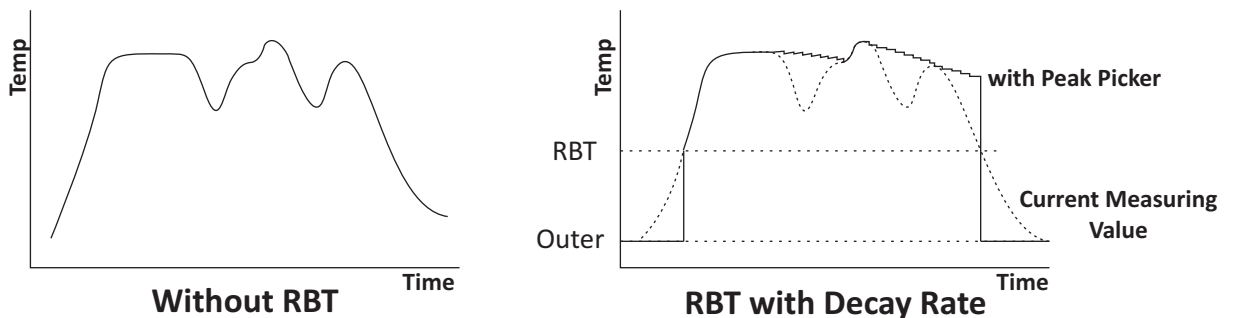 Temp
Time
Without RBT
Temp
with Peak Picker
RBT
Current Measuring
Value
Outer
Time
RBT with Decay Rate